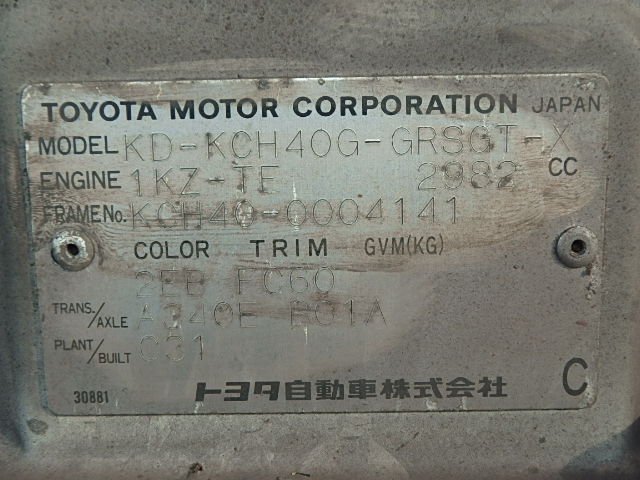 TOYOTA MOTOR CORPORATION JAPAN
MODEL KD-KCH40G-GRSGT-X
ENGINE 1KZ-TE 2982 CC
FRAME No. KCH40-0004141
COLOR TRIM GVM(KG)
2EB FC60
TRANS./AXLE A340E B01A
PLANT/BUILT C31
30881 トヨタ自動車株式会社 C